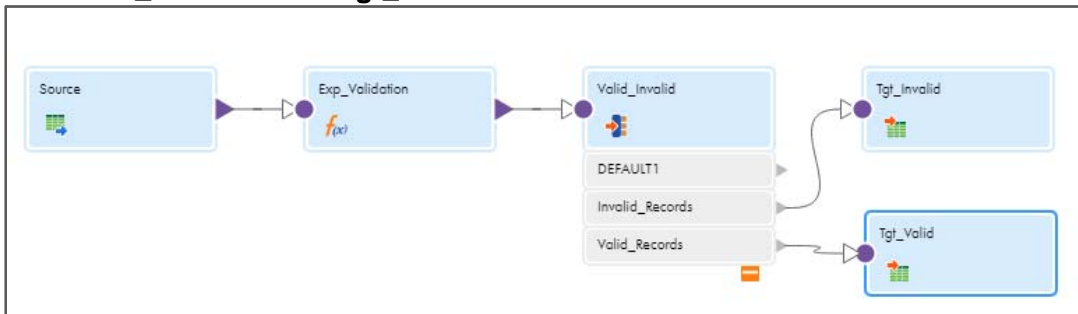 Source
Exp_Validation
f(x)
Valid_Invalid
DEFAULT1
Invalid_Records
Valid_Records
Tgt_Invalid
Tgt_Valid